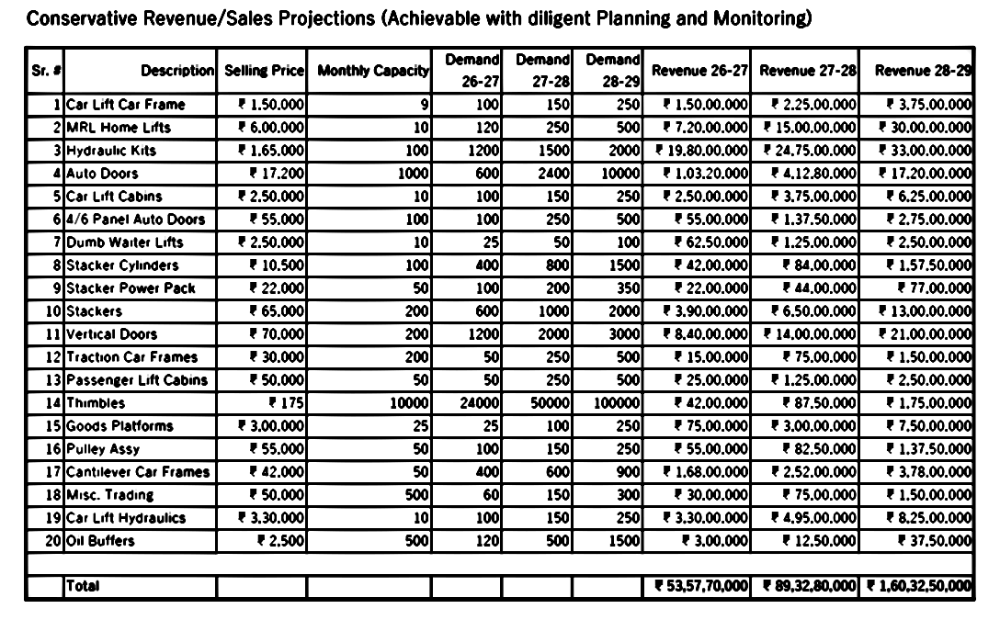 Conservative Revenue/Sales Projections (Achievable with diligent Planning and Monitoring)
Sr. # Description Selling Price Monthly Capacity Demand 26-27 Demand 27-28 Demand 28-29 Revenue 26-27 Revenue 27-28 Revenue 28-29
1 Car Lift Car Frame ₹ 1,50,000 9 100 150 250 ₹ 1,50,00,000 ₹ 2,25,00,000 ₹ 3,75,00,000
2 MRL Home Lifts ₹ 6,00,000 10 120 250 500 ₹ 7,20,00,000 ₹ 15,00,00,000 ₹ 30,00,00,000
3 Hydraulic Kits ₹ 1,65,000 100 1200 1500 2000 ₹ 19,80,00,000 ₹ 24,75,00,000 ₹ 33,00,00,000
4 Auto Doors ₹ 17,200 1000 600 2400 10000 ₹ 1,03,20,000 ₹ 4,12,80,000 ₹ 17,20,00,000
5 Car Lift Cabins ₹ 2,50,000 10 100 150 250 ₹ 2,50,00,000 ₹ 3,75,00,000 ₹ 6,25,00,000
6 4/6 Panel Auto Doors ₹ 55,000 100 100 250 500 ₹ 55,00,000 ₹ 1,37,50,000 ₹ 2,75,00,000
7 Dumb Waiter Lifts ₹ 2,50,000 10 25 50 100 ₹ 62,50,000 ₹ 1,25,00,000 ₹ 2,50,00,000
8 Stacker Cylinders ₹ 10,500 100 400 800 1500 ₹ 42,00,000 ₹ 84,00,000 ₹ 1,57,50,000
9 Stacker Power Pack ₹ 22,000 50 100 200 350 ₹ 22,00,000 ₹ 44,00,000 ₹ 77,00,000
10 Stackers ₹ 65,000 200 600 1000 2000 ₹ 3,90,00,000 ₹ 6,50,00,000 ₹ 13,00,00,000
11 Vertical Doors ₹ 70,000 200 1200 2000 3000 ₹ 8,40,00,000 ₹ 14,00,00,000 ₹ 21,00,00,000
12 Traction Car Frames ₹ 30,000 200 50 250 500 ₹ 15,00,000 ₹ 75,00,000 ₹ 1,50,00,000
13 Passenger Lift Cabins ₹ 50,000 50 50 250 500 ₹ 25,00,000 ₹ 1,25,00,000 ₹ 2,50,00,000
14 Thimbles ₹ 175 10000 24000 50000 100000 ₹ 42,00,000 ₹ 87,50,000 ₹ 1,75,00,000
15 Goods Platforms ₹ 3,00,000 25 25 100 250 ₹ 75,00,000 ₹ 3,00,00,000 ₹ 7,50,00,000
16 Pulley Assy ₹ 55,000 50 100 150 250 ₹ 55,00,000 ₹ 82,50,000 ₹ 1,37,50,000
17 Cantilever Car Frames ₹ 42,000 50 400 600 900 ₹ 1,68,00,000 ₹ 2,52,00,000 ₹ 3,78,00,000
18 Misc. Trading ₹ 50,000 500 60 150 300 ₹ 30,00,000 ₹ 75,00,000 ₹ 1,50,00,000
19 Car Lift Hydraulics ₹ 3,30,000 10 100 150 250 ₹ 3,30,00,000 ₹ 4,95,00,000 ₹ 8,25,00,000
20 Oil Buffers ₹ 2,500 500 120 500 1500 ₹ 3,00,000 ₹ 12,50,000 ₹ 37,50,000
Total ₹ 53,57,70,000 ₹ 89,32,80,000 ₹ 1,60,32,50,000